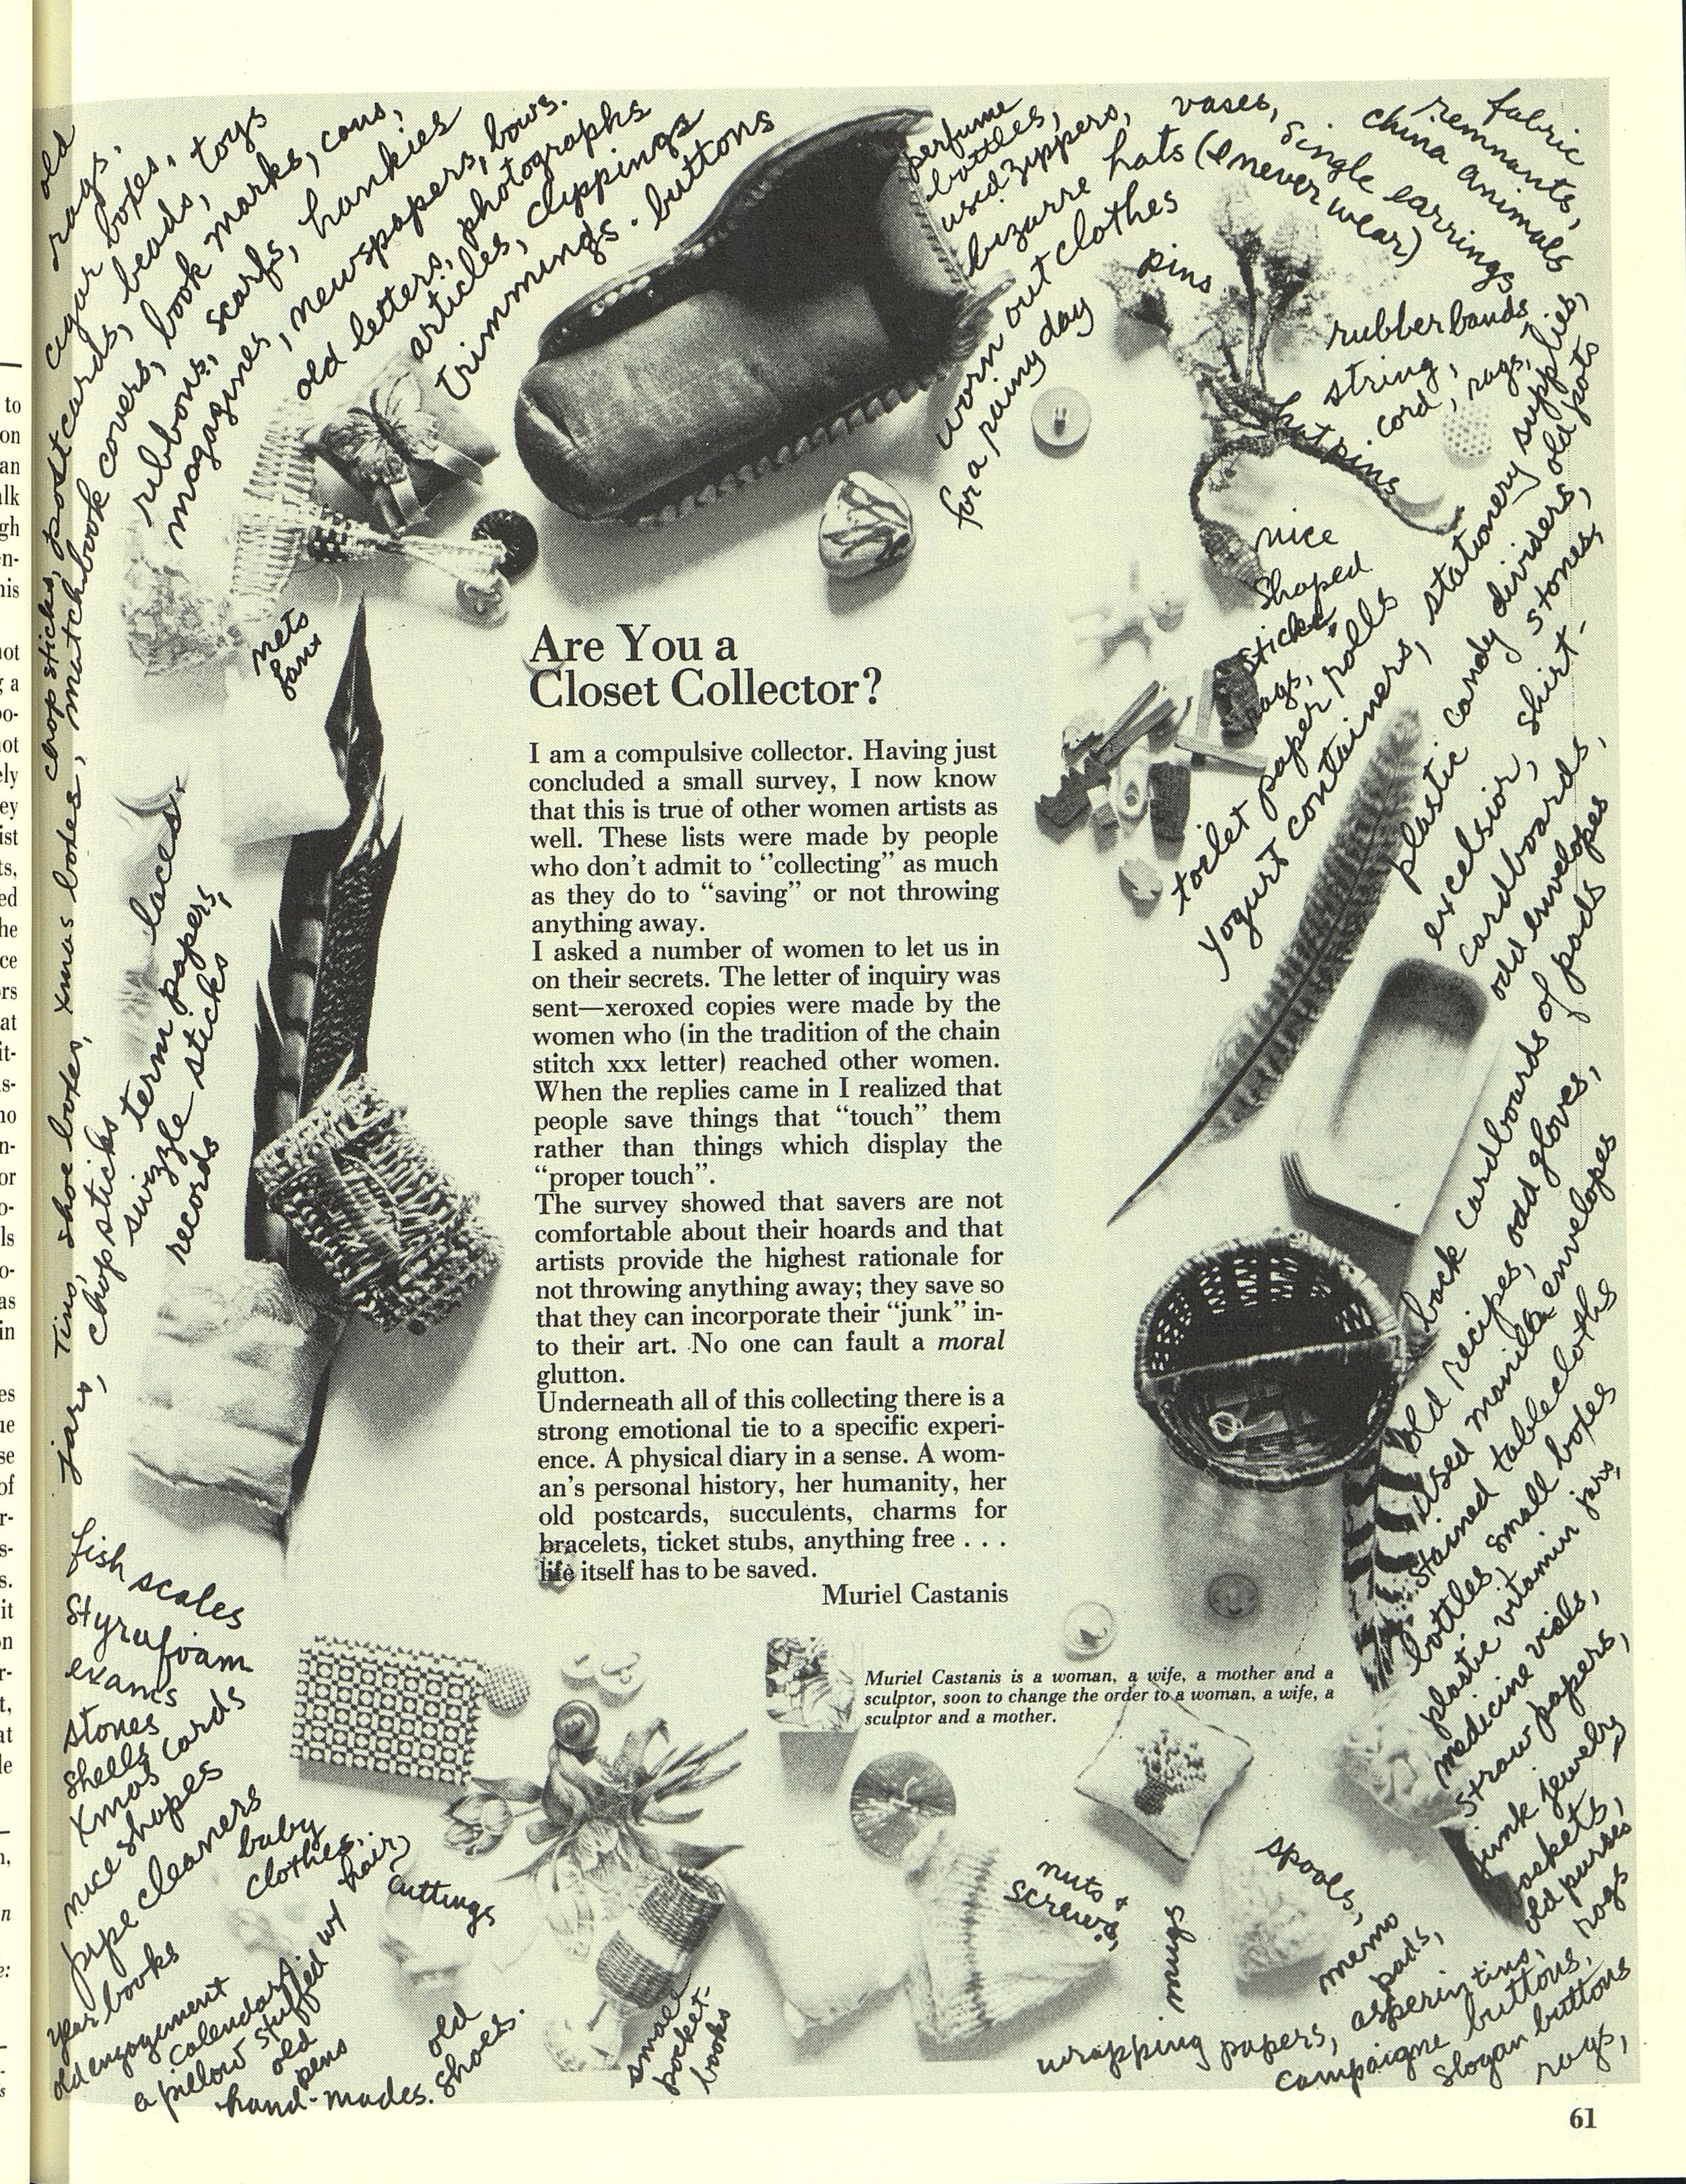 old
rags.
cigar boxes, toys
chopsticks, postcards, beads,
Tins, shoe boxes, xmas boxes, matchbook covers, book marks, cans,
ribbons, scarfs, hankies
magazines, newspapers, bows.
old letters, photographs
articles, clippings
trimmings. buttons
perfume
bottles,
used zippers,
vases,
bizarre hats (I never wear)
single earrings
china animals
fabric
remnants,
worn out clothes
for a rainy day
pins
rubberbands
string,
cord, rags,
hat pins
nets
fans
nice
shaped
sticks
rags,
toilet paper rolls
yogurt containers, stationery supplies,
plastic candy dividers, old pots
excelsior, shirt-
cardboards,
stones,
odd envelopes
back cardboards of pads
old recipes, odd gloves,
used manilla envelopes
stained tablecloths
bottles, small boxes
plastic vitamin jars,
medicine vials,
straw papers,
junk jewelry
baskets,
old purses
rags
laces
term papers,
swizzle sticks
records
jars, chopsticks
Are You a
Closet Collector?
I am a compulsive collector. Having just
concluded a small survey, I now know
that this is true of other women artists as
well. These lists were made by people
who don't admit to "collecting" as much
as they do to "saving" or not throwing
anything away.
I asked a number of women to let us in
on their secrets. The letter of inquiry was
sent—xeroxed copies were made by the
women who (in the tradition of the chain
stitch xxx letter) reached other women.
When the replies came in I realized that
people save things that "touch" them
rather than things which display the
"proper touch".
The survey showed that savers are not
comfortable about their hoards and that
artists provide the highest rationale for
not throwing anything away; they save so
that they can incorporate their "junk" in-
to their art. No one can fault a moral
glutton.
Underneath all of this collecting there is a
strong emotional tie to a specific experi-
ence. A physical diary in a sense. A wom-
an's personal history, her humanity, her
old postcards, succulents, charms for
bracelets, ticket stubs, anything free . . .
life itself has to be saved.
Muriel Castanis
Muriel Castanis is a woman, a wife, a mother and a
sculptor, soon to change the order to a woman, a wife, a
sculptor and a mother.
fish scales
styrafoam
exams
stones
shells
Xmas cards
nice shapes
pipe cleaners
year books
baby
clothes,
cuttings
old engagement
calendars
a pillow stuffed w/ hair
old
pens
hand-mades.
old
shoes.
small
pocket-
books
nuts +
screws,
mugs
spools,
memo
pads,
wrapping papers, asperin tins,
campaigne buttons,
slogan buttons
rags,
61